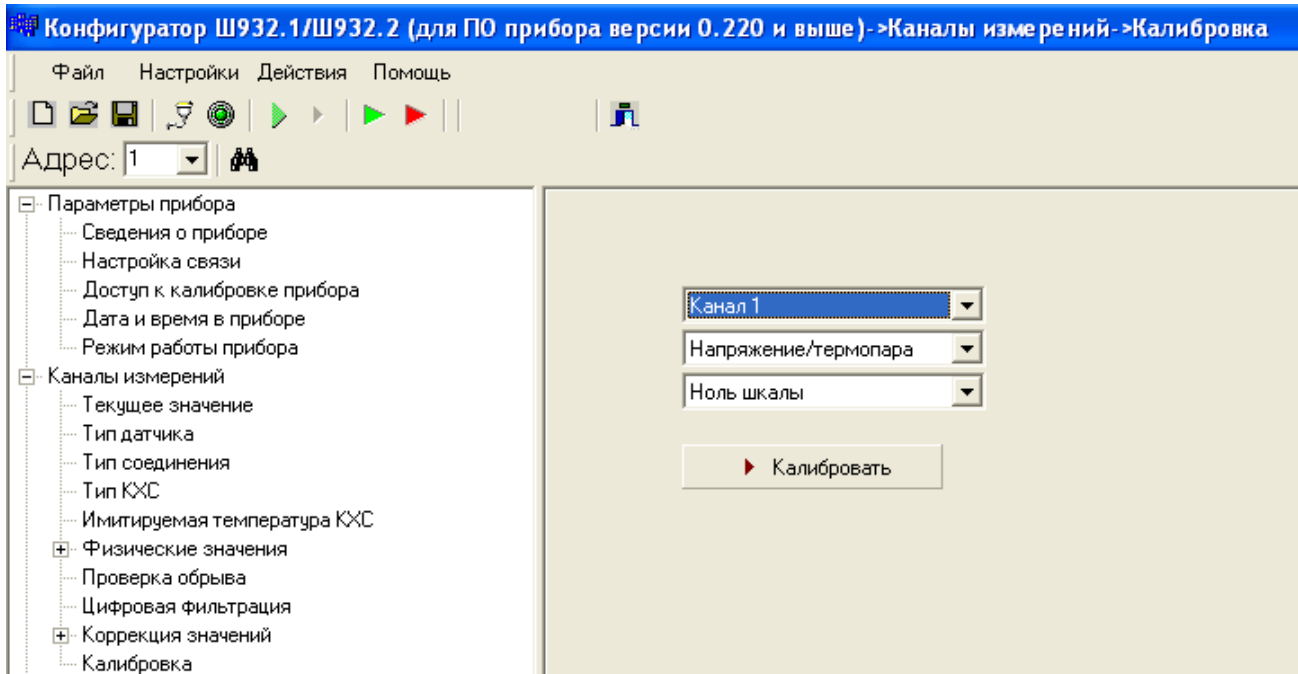 Конфигуратор Ш932.1/Ш932.2 (для ПО прибора версии 0.220 и выше)->Каналы измерений->Калибровка
Файл Настройки Действия Помощь
Адрес: 1
Параметры прибора
Сведения о приборе
Настройка связи
Доступ к калибровке прибора
Дата и время в приборе
Режим работы прибора
Каналы измерений
Текущее значение
Тип датчика
Тип соединения
Тип КХС
Имитируемая температура КХС
Физические значения
Проверка обрыва
Цифровая фильтрация
Коррекция значений
Калибровка
Канал 1
Напряжение/термопара
Ноль шкалы
Калибровать